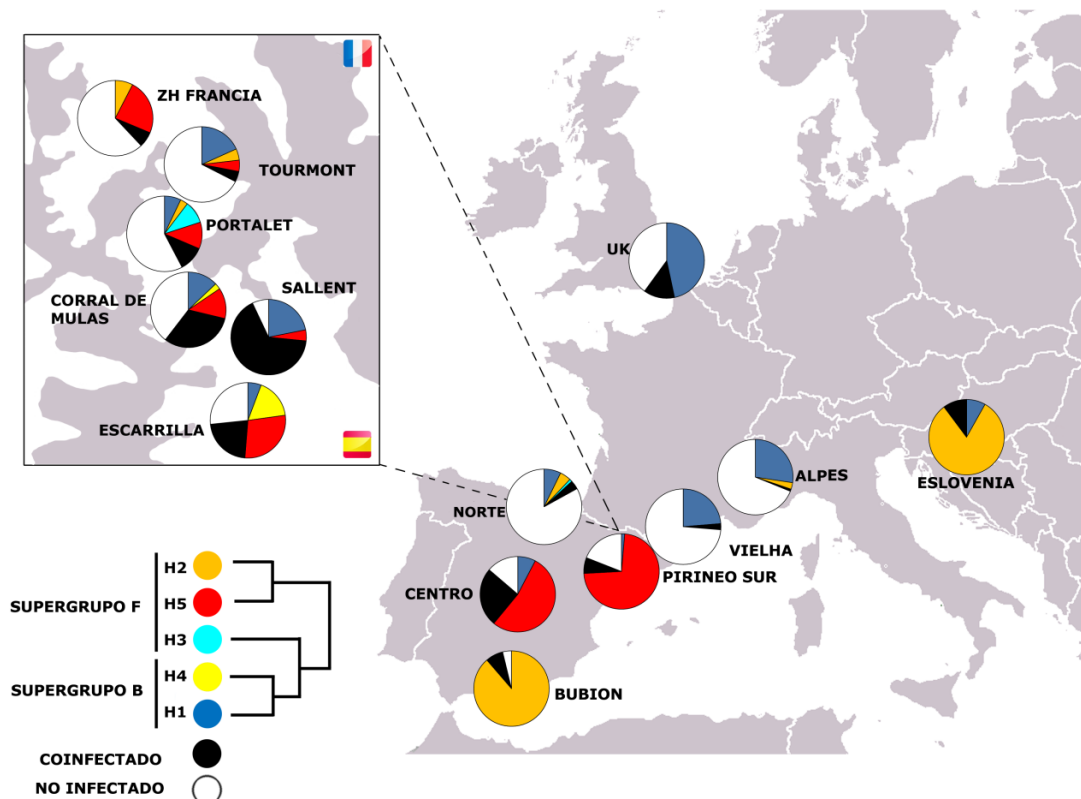 ZH FRANCIA
TOURMONT
PORTALET
CORRAL DE
MULAS
SALLENT
ESCARRILLA
UK
ESLOVENIA
ALPES
NORTE
VIELHA
PIRINEO SUR
CENTRO
BUBION
SUPERGRUPO F
H2
H5
H3
SUPERGRUPO B
H4
H1
COINFECTADO
NO INFECTADO